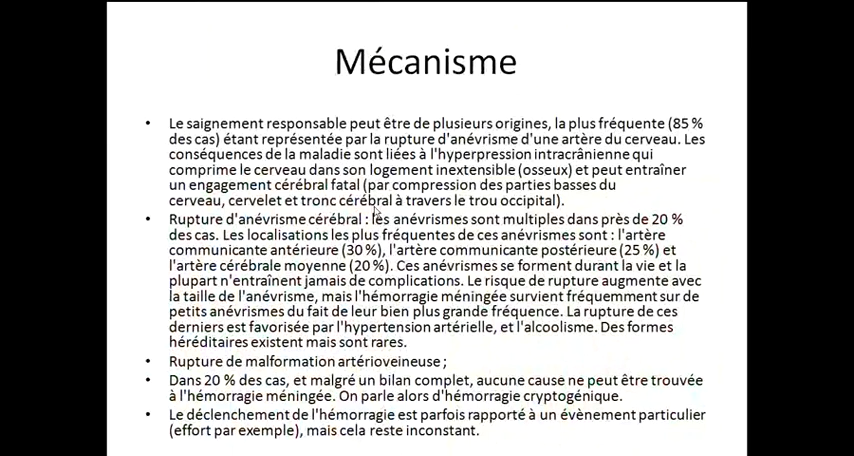 Mécanisme
• Le saignement responsable peut être de plusieurs origines, la plus fréquente (85 %
des cas) étant représentée par la rupture d'anévrisme d'une artère du cerveau. Les
conséquences de la maladie sont liées à l'hyperpression intracrânienne qui
comprime le cerveau dans son logement inextensible (osseux) et peut entraîner
un engagement cérébral fatal (par compression des parties basses du
cerveau, cervelet et tronc cérébral à travers le trou occipital).
• Rupture d'anévrisme cérébral : les anévrismes sont multiples dans près de 20 %
des cas. Les localisations les plus fréquentes de ces anévrismes sont : l'artère
communicante antérieure (30 %), l'artère communicante postérieure (25 %) et
l'artère cérébrale moyenne (20 %). Ces anévrismes se forment durant la vie et la
plupart n'entraînent jamais de complications. Le risque de rupture augmente avec
la taille de l'anévrisme, mais l'hémorragie méningée survient fréquemment sur de
petits anévrismes du fait de leur bien plus grande fréquence. La rupture de ces
derniers est favorisée par l'hypertension artérielle, et l'alcoolisme. Des formes
héréditaires existent mais sont rares.
• Rupture de malformation artérioveineuse ;
• Dans 20 % des cas, et malgré un bilan complet, aucune cause ne peut être trouvée
à l'hémorragie méningée. On parle alors d'hémorragie cryptogénique.
• Le déclenchement de l'hémorragie est parfois rapporté à un évènement particulier
(effort par exemple), mais cela reste inconstant.